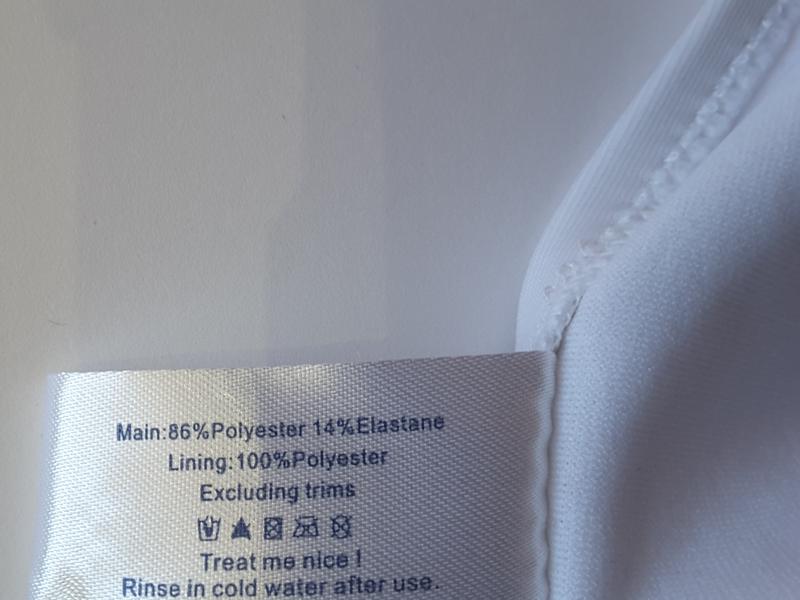 Main:86%Polyester 14%Elastane
Lining:100%Polyester
Excluding trims
Treat me nice !
Rinse in cold water after use.